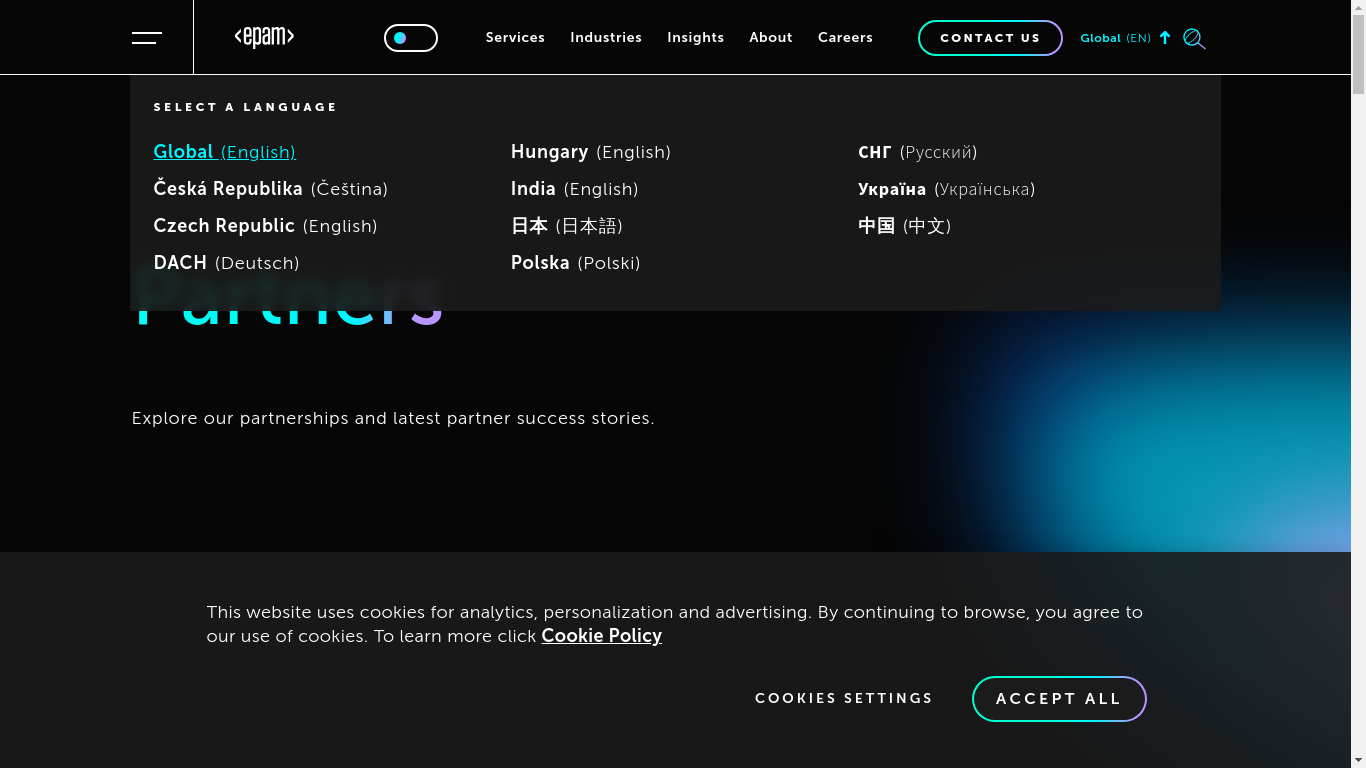 <epam>
Services
Industries
Insights
About
Careers
CONTACT US
Global (EN)
SELECT A LANGUAGE
Global (English)
Česká Republika (Čeština)
Czech Republic (English)
DACH (Deutsch)
Hungary (English)
India (English)
日本 (日本語)
Polska (Polski)
СНГ (Русский)
Україна (Українська)
中国 (中文)
Partners
Explore our partnerships and latest partner success stories.
This website uses cookies for analytics, personalization and advertising. By continuing to browse, you agree to
our use of cookies. To learn more click Cookie Policy
COOKIES SETTINGS
ACCEPT ALL